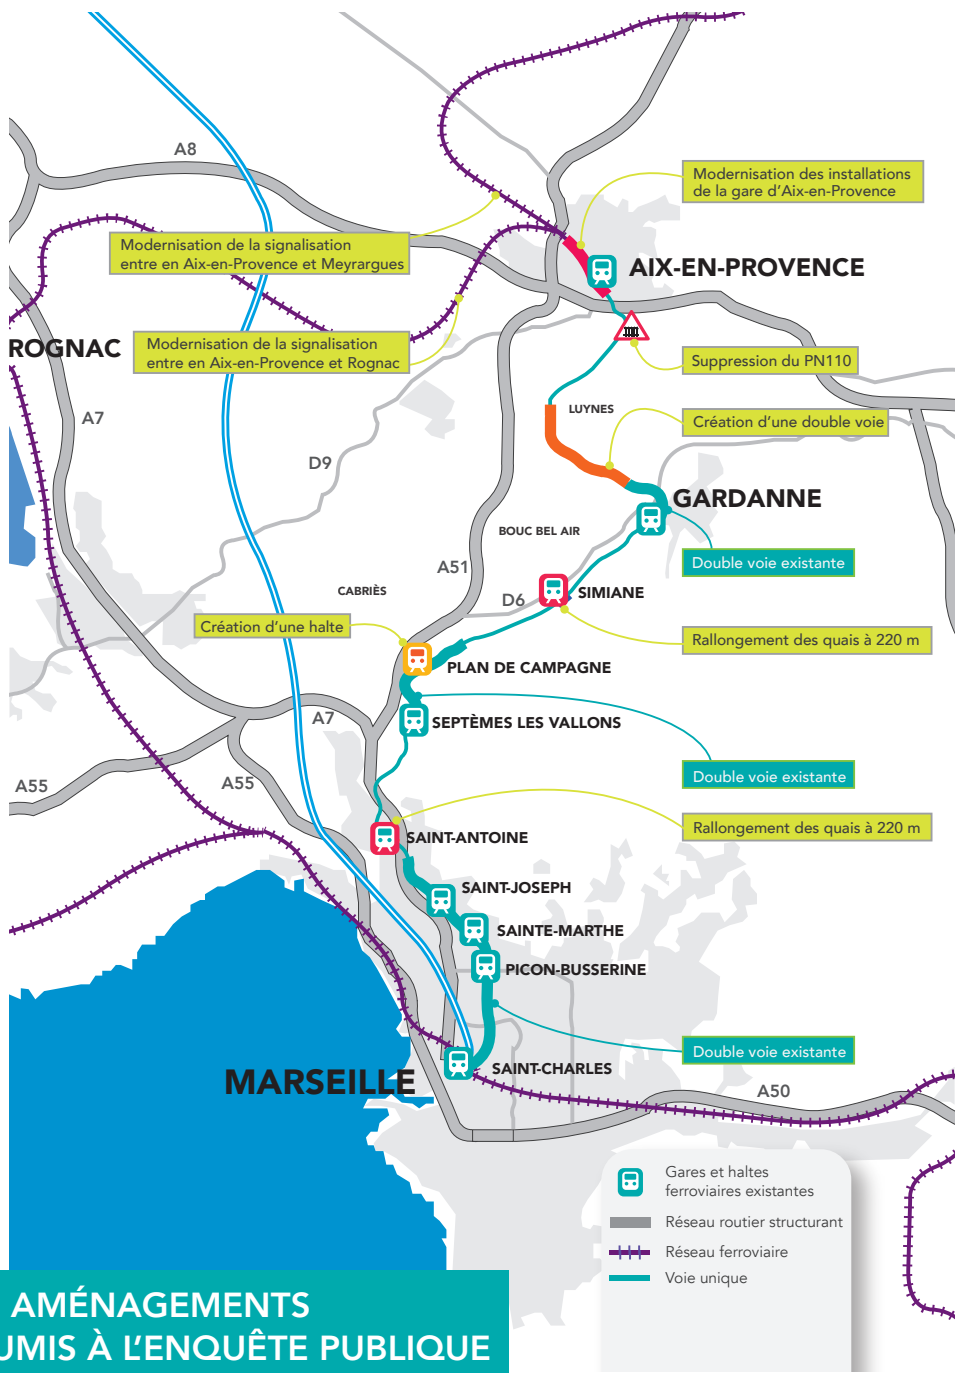 A8
Modernisation des installations
de la gare d'Aix-en-Provence
Modernisation de la signalisation
entre en Aix-en-Provence et Meyrargues
AIX-EN-PROVENCE
ROGNAC
Modernisation de la signalisation
entre en Aix-en-Provence et Rognac
Suppression du PN110
A7
LUYNES
Création d'une double voie
D9
GARDANNE
BOUC BEL AIR
A51
Double voie existante
CABRIÈS
D6
SIMIANE
Création d'une halte
Rallongement des quais à 220 m
PLAN DE CAMPAGNE
A7
SEPTÈMES LES VALLONS
A55
A55
Double voie existante
Rallongement des quais à 220 m
SAINT-ANTOINE
SAINT-JOSEPH
SAINTE-MARTHE
PICON-BUSSERINE
Double voie existante
MARSEILLE
SAINT-CHARLES
A50
Gares et haltes
ferroviaires existantes
Réseau routier structurant
Réseau ferroviaire
Voie unique
AMÉNAGEMENTS
UMIS À L'ENQUÊTE PUBLIQUE